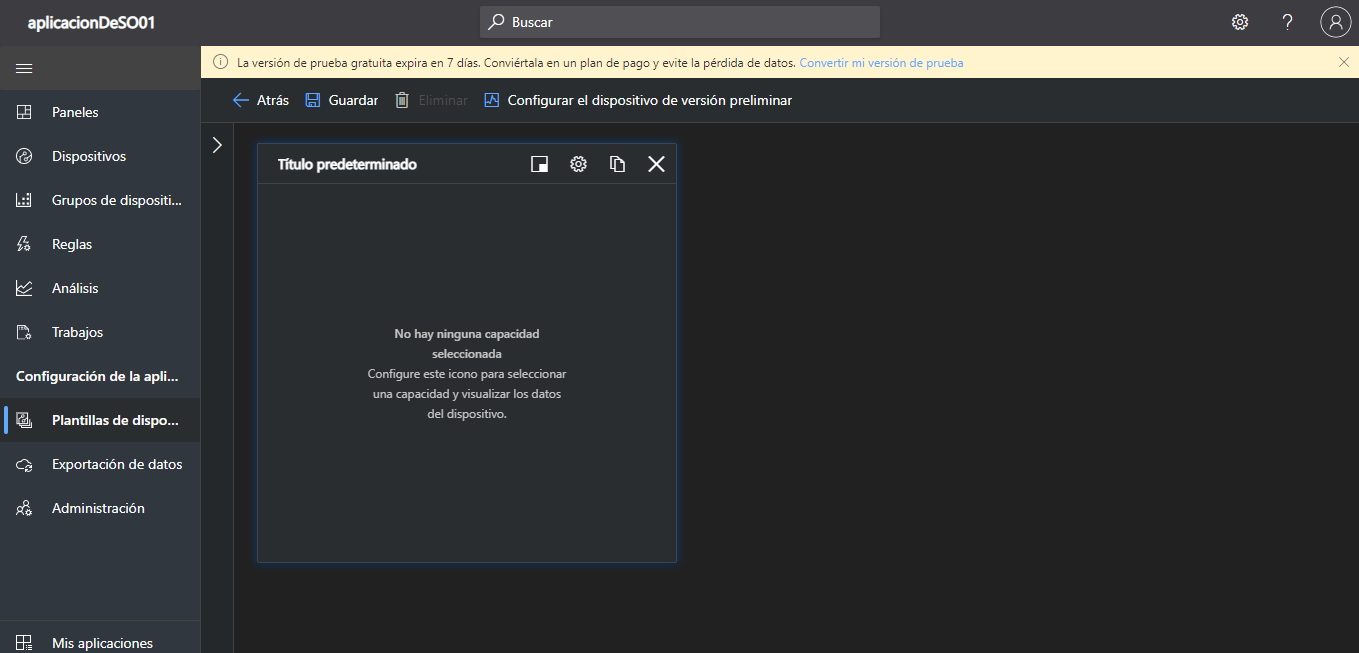 aplicacionDeSO01
Buscar
La versión de prueba gratuita expira en 7 días. Conviértala en un plan de pago y evite la pérdida de datos. Convertir mi versión de prueba
Atrás Guardar Eliminar Configurar el dispositivo de versión preliminar
Paneles
Dispositivos
Grupos de dispositi...
Reglas
Análisis
Trabajos
Configuración de la apli...
Plantillas de dispo...
Exportación de datos
Administración
Mis aplicaciones
Título predeterminado
No hay ninguna capacidad
seleccionada
Configure este icono para seleccionar
una capacidad y visualizar los datos
del dispositivo.